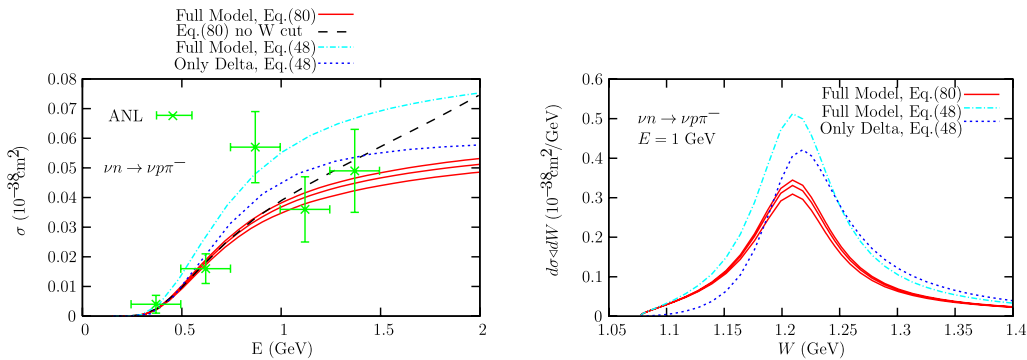 Full Model, Eq.(80)
Eq.(80) no W cut
Full Model, Eq.(48)
Only Delta, Eq.(48)
0.08
0.07
0.06
0.05
0.04
0.03
0.02
0.01
0
ANL
νn → νpπ−
σ (10−38cm2)
0 0.5 1 1.5 2
E (GeV)
0.6
0.5
0.4
0.3
0.2
0.1
0
Full Model, Eq.(80)
Full Model, Eq.(48)
Only Delta, Eq.(48)
νn → νpπ−
E = 1 GeV
dσ◁dW (10−38cm2/GeV)
1.05 1.1 1.15 1.2 1.25 1.3 1.35 1.4
W (GeV)